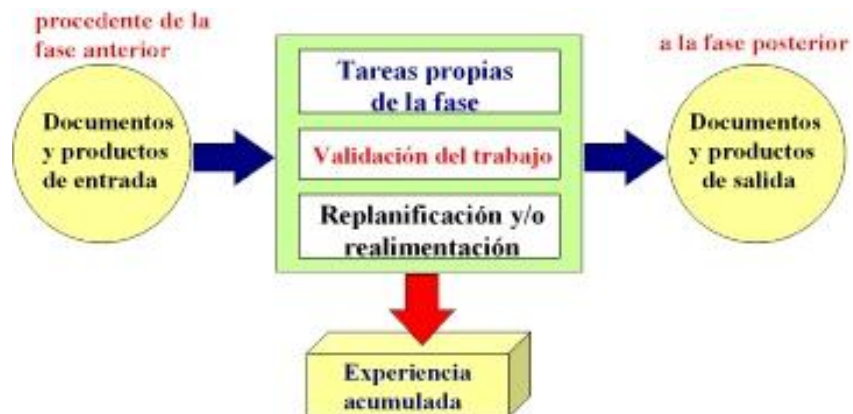 procedente de la
fase anterior
a la fase posterior
Documentos
y productos
de entrada
Tareas propias
de la fase
Validación del trabajo
Replanificación y/o
realimentación
Documentos
y productos
de salida
Experiencia
acumulada